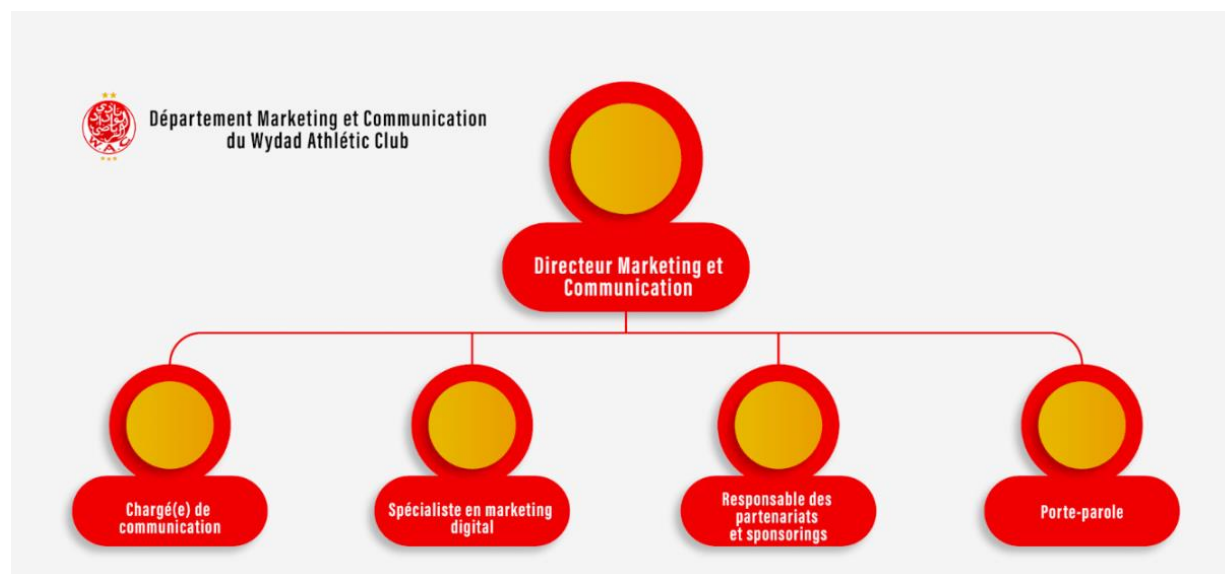 Département Marketing et Communication
du Wydad Athlétic Club
Directeur Marketing et
Communication
Chargé(e) de
communication
Spécialiste en marketing
digital
Responsable des
partenariats
et sponsorings
Porte-parole
W.A.C